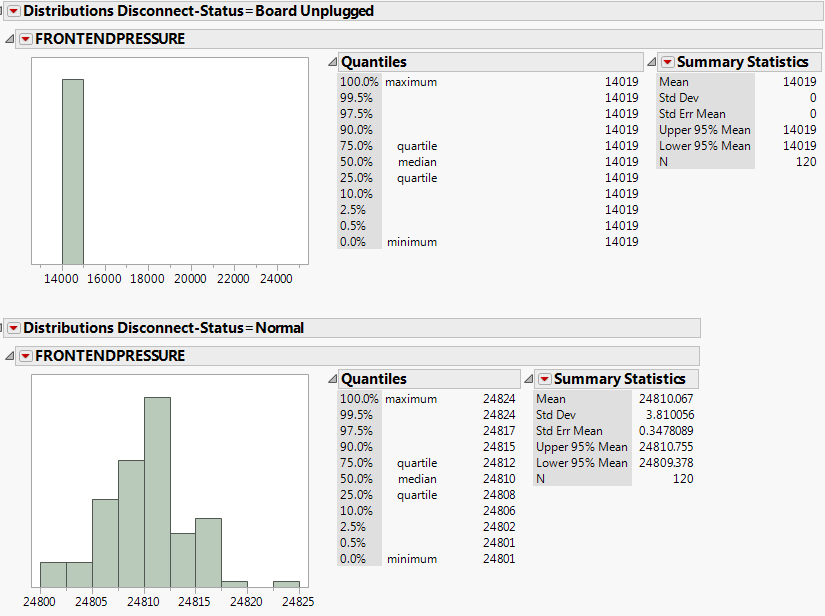 Distributions Disconnect-Status=Board Unplugged
FRONTENDPRESSURE
14000 16000 18000 20000 22000 24000
Quantiles
100.0% maximum 14019
99.5% 14019
97.5% 14019
90.0% 14019
75.0% quartile 14019
50.0% median 14019
25.0% quartile 14019
10.0% 14019
2.5% 14019
0.5% 14019
0.0% minimum 14019
Summary Statistics
Mean 14019
Std Dev 0
Std Err Mean 0
Upper 95% Mean 14019
Lower 95% Mean 14019
N 120
Distributions Disconnect-Status=Normal
FRONTENDPRESSURE
24800 24805 24810 24815 24820 24825
Quantiles
100.0% maximum 24824
99.5% 24824
97.5% 24817
90.0% 24815
75.0% quartile 24812
50.0% median 24810
25.0% quartile 24808
10.0% 24806
2.5% 24802
0.5% 24801
0.0% minimum 24801
Summary Statistics
Mean 24810.067
Std Dev 3.810056
Std Err Mean 0.3478089
Upper 95% Mean 24810.755
Lower 95% Mean 24809.378
N 120